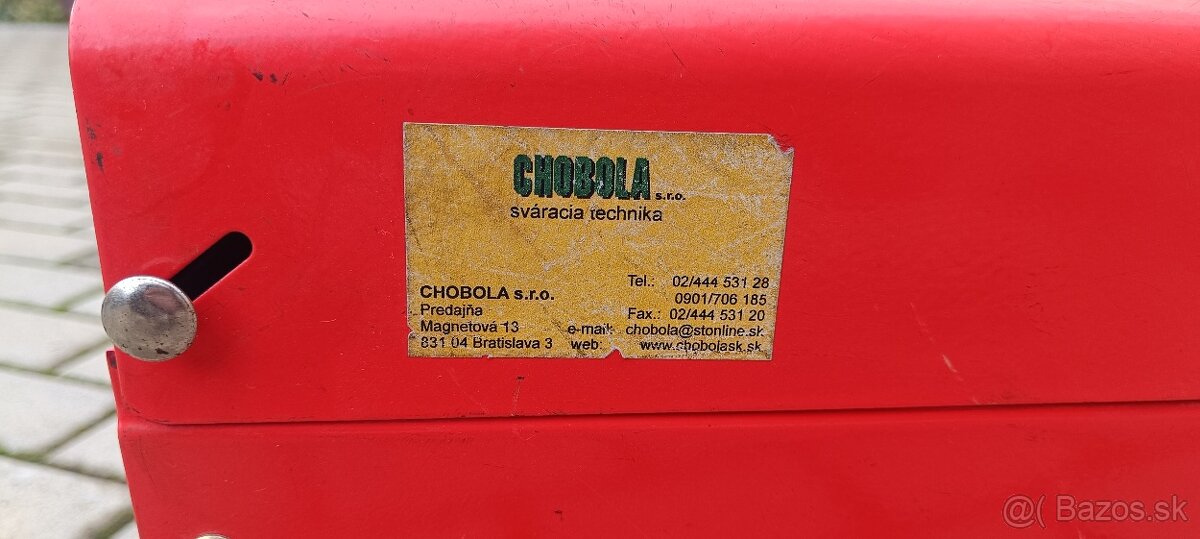 CHOBOLA s.r.o.
sváracia technika
CHOBOLA s.r.o.
Predajňa
Magnetová 13
831 04 Bratislava 3
Tel.: 02/444 531 28
0901/706 185
Fax.: 02/444 531 20
e-mail: chobola@stonline.sk
web: www.chobolask.sk
@( Bazos.sk